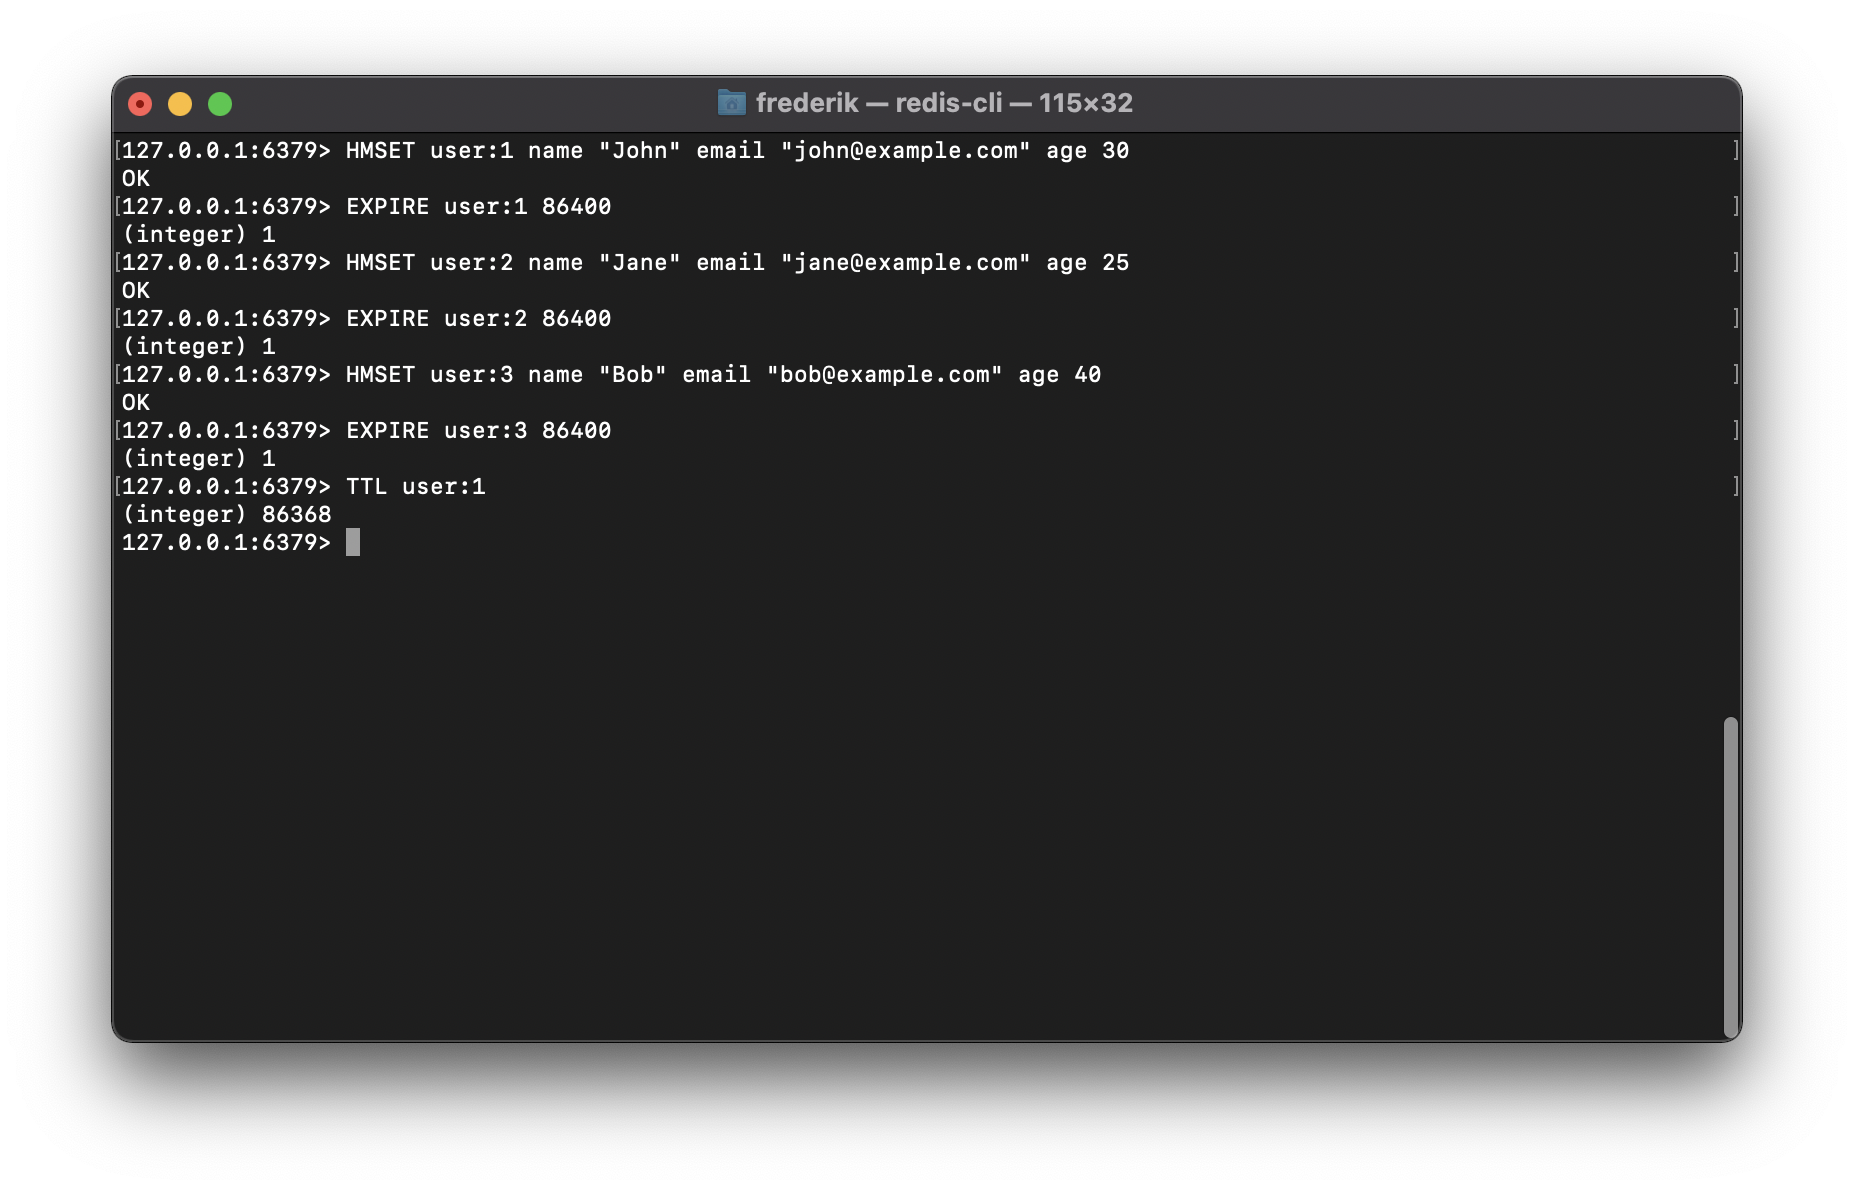 frederik — redis-cli — 115×32
[127.0.0.1:6379> HMSET user:1 name "John" email "john@example.com" age 30 ]
OK
[127.0.0.1:6379> EXPIRE user:1 86400 ]
(integer) 1
[127.0.0.1:6379> HMSET user:2 name "Jane" email "jane@example.com" age 25 ]
OK
[127.0.0.1:6379> EXPIRE user:2 86400 ]
(integer) 1
[127.0.0.1:6379> HMSET user:3 name "Bob" email "bob@example.com" age 40 ]
OK
[127.0.0.1:6379> EXPIRE user:3 86400 ]
(integer) 1
[127.0.0.1:6379> TTL user:1 ]
(integer) 86368
127.0.0.1:6379>